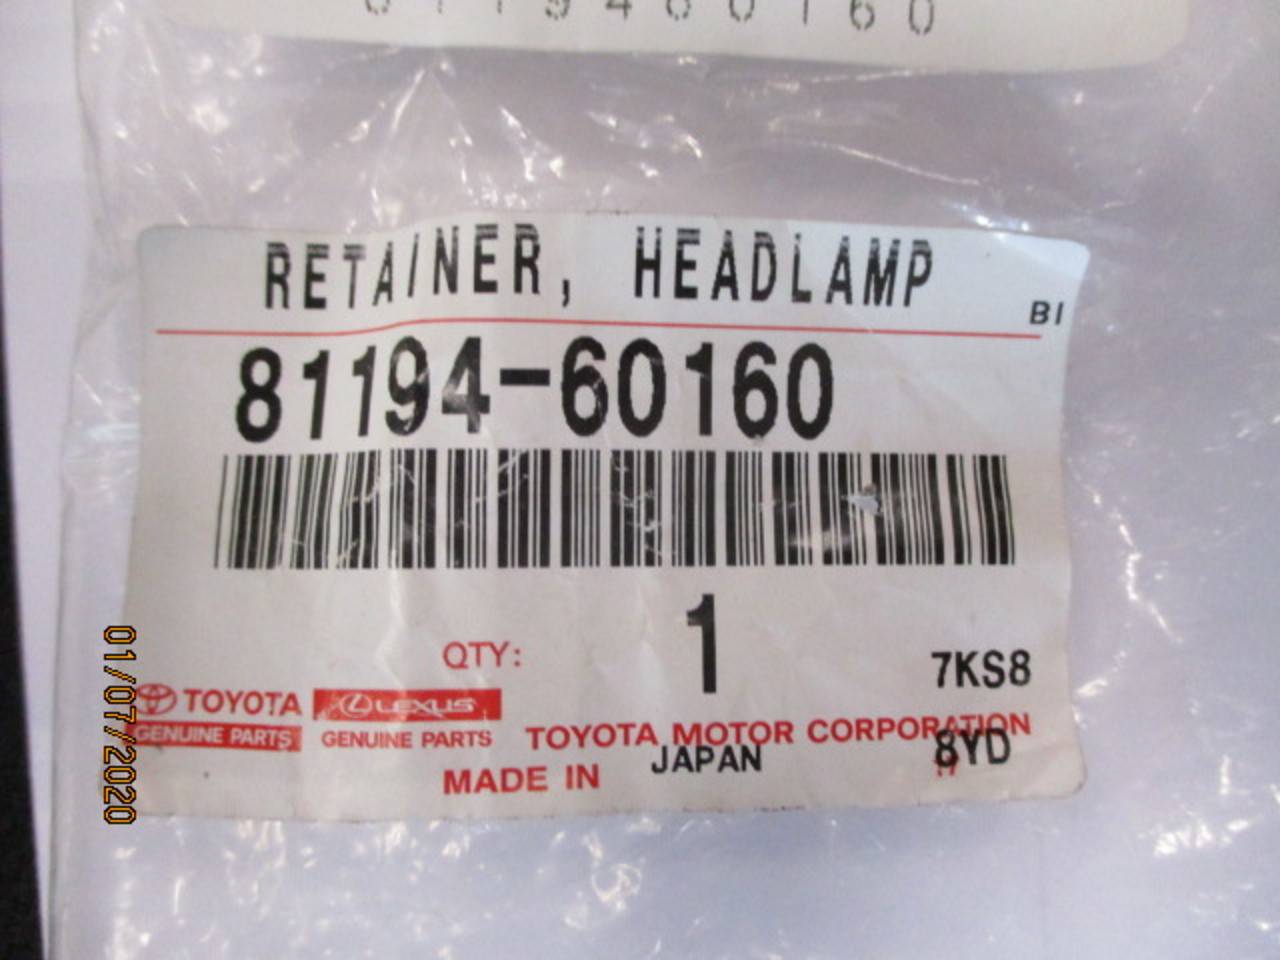 8119460160
RETAINER, HEADLAMP
BI
81194-60160
QTY: 1
7KS8
TOYOTA LEXUS
GENUINE PARTS GENUINE PARTS TOYOTA MOTOR CORPORATION
MADE IN JAPAN 8YD
01/07/2020